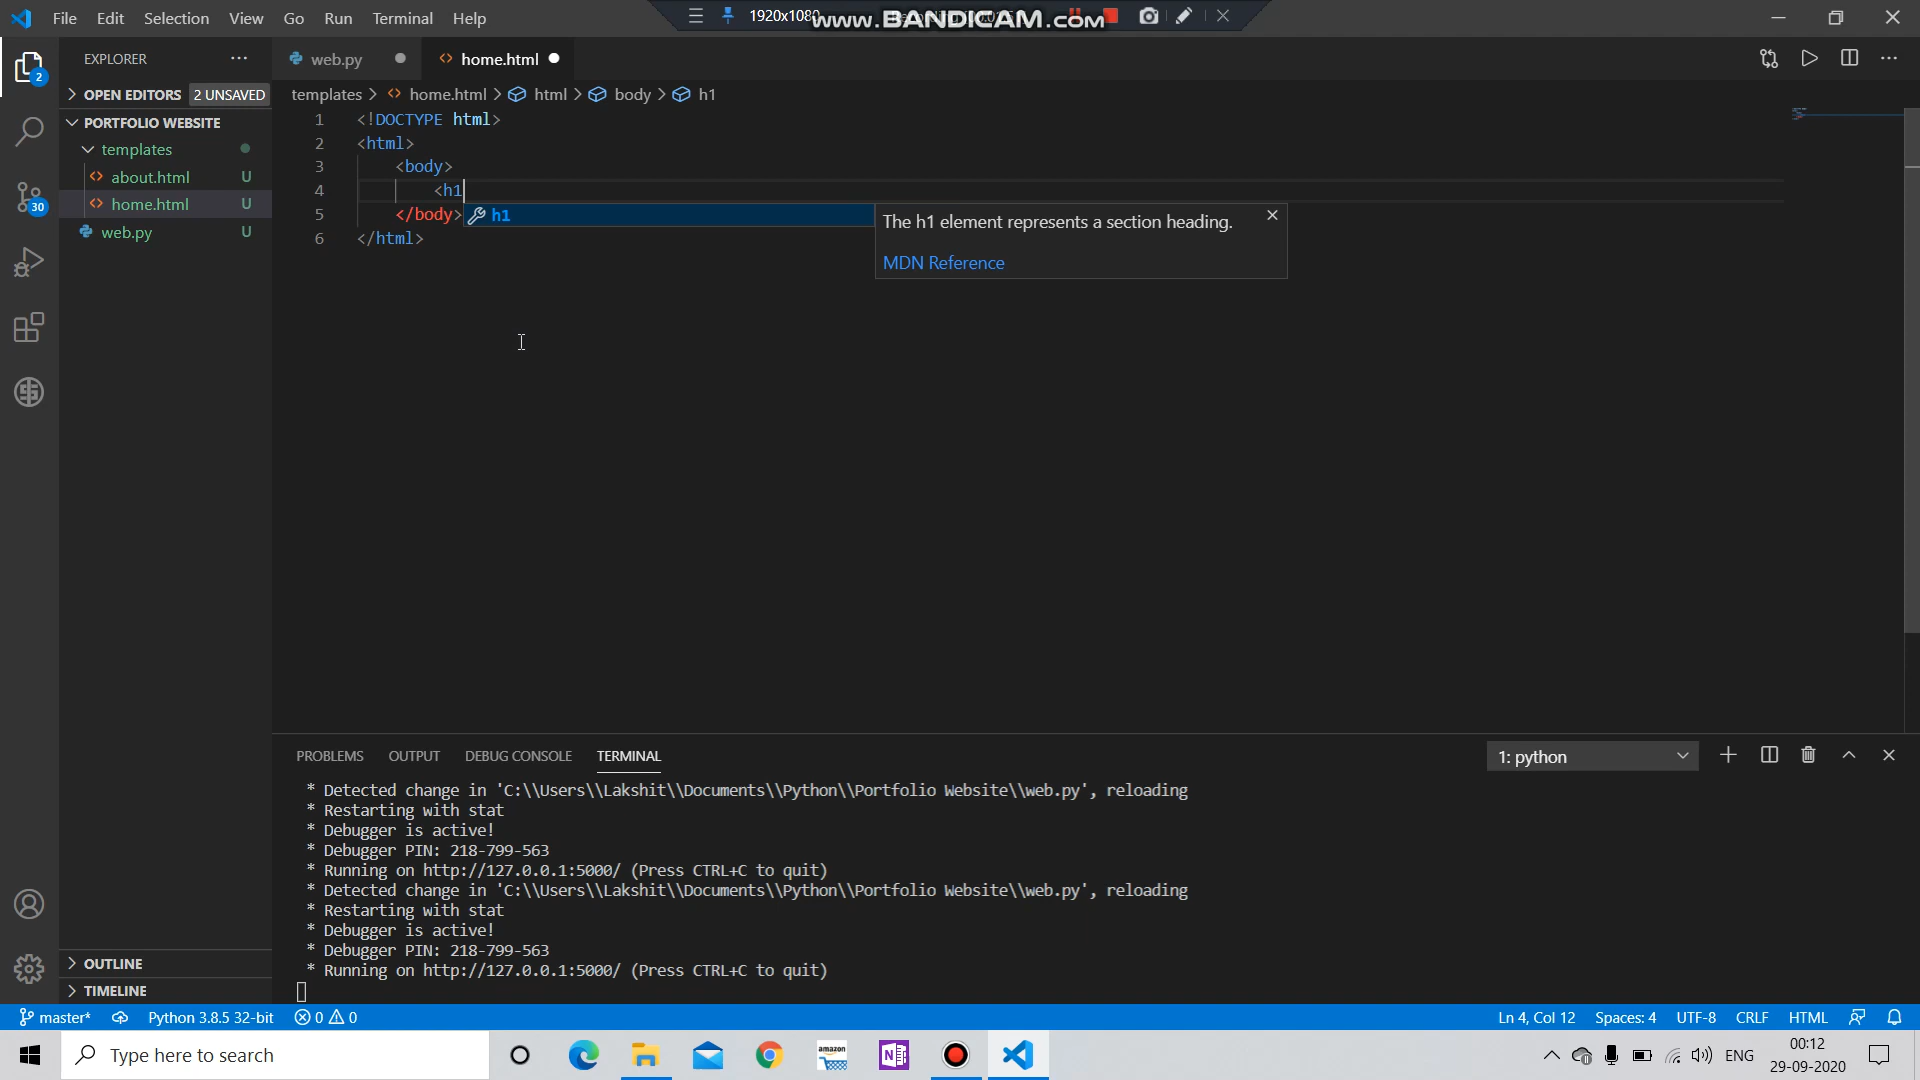 File Edit Selection View Go Run Terminal Help
1920x1080
www.BANDICAM.com
EXPLORER
web.py
home.html
OPEN EDITORS 2 UNSAVED
templates > home.html > html > body > h1
PORTFOLIO WEBSITE
templates
about.html U
home.html U
web.py U
1 <!DOCTYPE html>
2 <html>
3 <body>
4 <h1
5 </body>
6 </html>
h1
The h1 element represents a section heading.
MDN Reference
PROBLEMS OUTPUT DEBUG CONSOLE TERMINAL
1: python
* Detected change in 'C:\\Users\\Lakshit\\Documents\\Python\\Portfolio Website\\web.py', reloading
* Restarting with stat
* Debugger is active!
* Debugger PIN: 218-799-563
* Running on http://127.0.0.1:5000/ (Press CTRL+C to quit)
* Detected change in 'C:\\Users\\Lakshit\\Documents\\Python\\Portfolio Website\\web.py', reloading
* Restarting with stat
* Debugger is active!
* Debugger PIN: 218-799-563
* Running on http://127.0.0.1:5000/ (Press CTRL+C to quit)
OUTLINE
TIMELINE
2
30
master* Python 3.8.5 32-bit 0 0
Ln 4, Col 12 Spaces: 4 UTF-8 CRLF HTML
Type here to search
amazon
N
ENG
00:12
29-09-2020